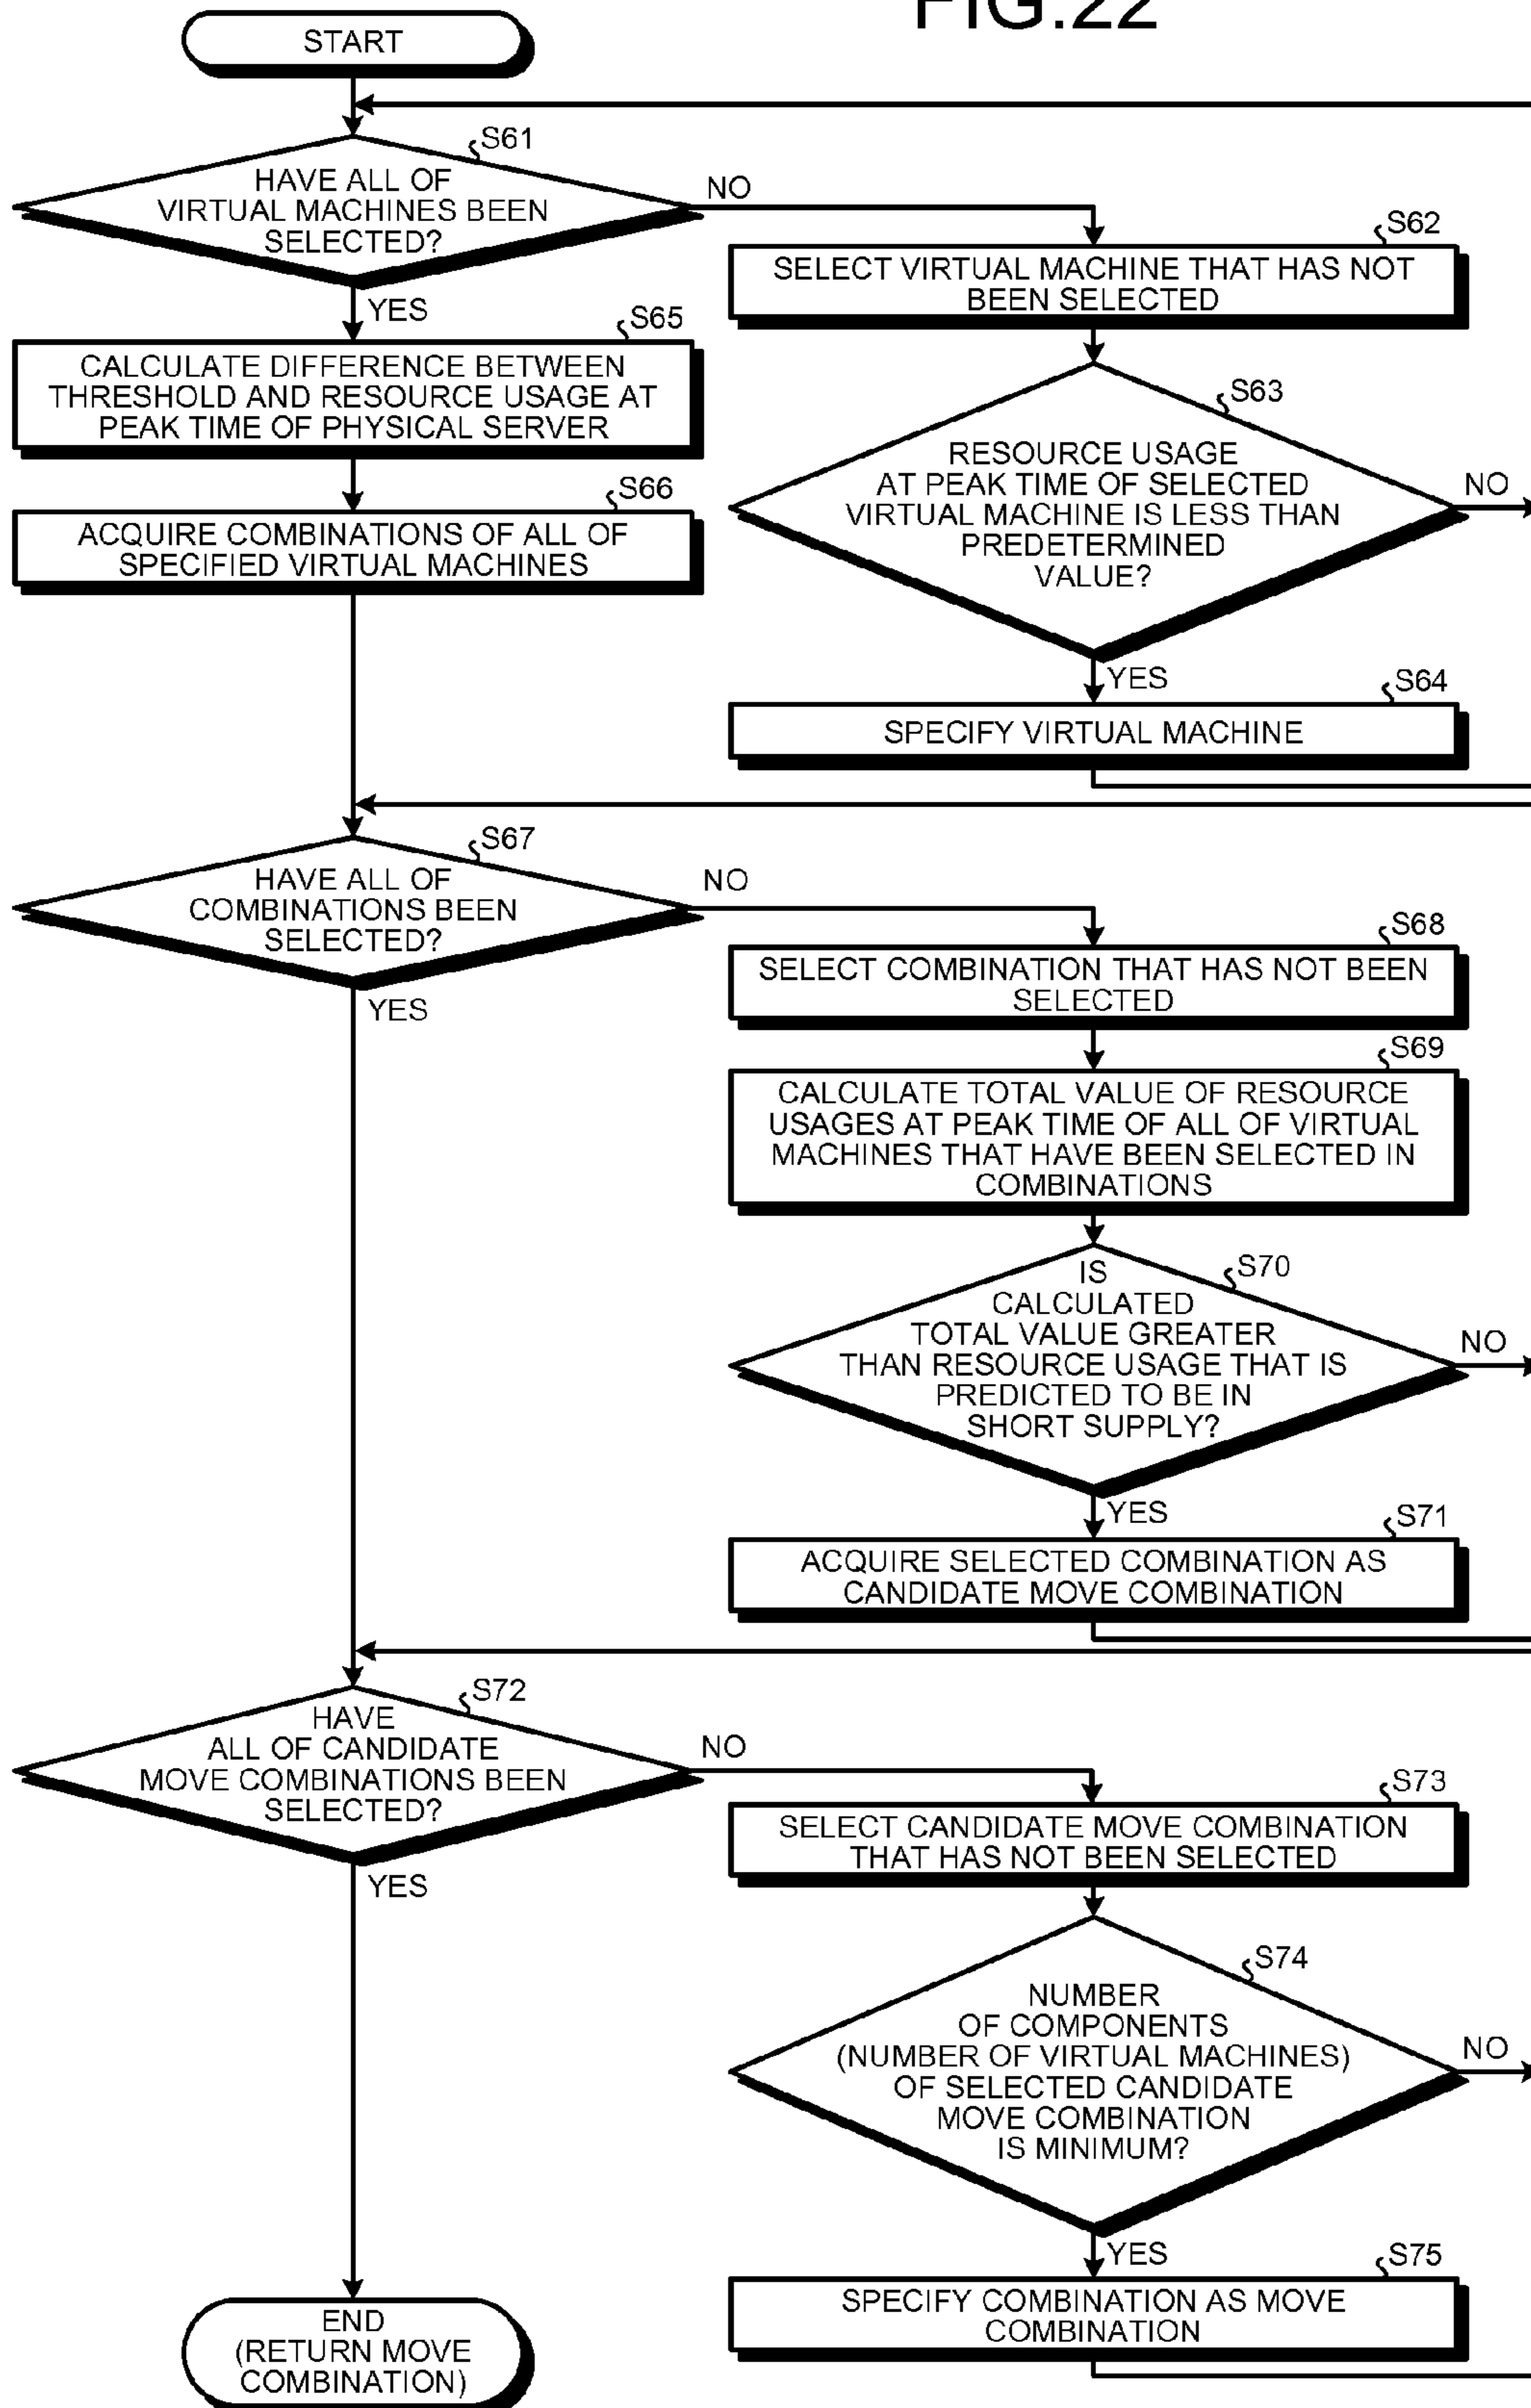 FIG.22
START
S61
HAVE ALL OF
VIRTUAL MACHINES BEEN
SELECTED?
NO
YES
S62
SELECT VIRTUAL MACHINE THAT HAS NOT
BEEN SELECTED
S63
RESOURCE USAGE
AT PEAK TIME OF SELECTED
VIRTUAL MACHINE IS LESS THAN
PREDETERMINED
VALUE?
NO
YES
S64
SPECIFY VIRTUAL MACHINE
S65
CALCULATE DIFFERENCE BETWEEN
THRESHOLD AND RESOURCE USAGE AT
PEAK TIME OF PHYSICAL SERVER
S66
ACQUIRE COMBINATIONS OF ALL OF
SPECIFIED VIRTUAL MACHINES
S67
HAVE ALL OF
COMBINATIONS BEEN
SELECTED?
NO
YES
S68
SELECT COMBINATION THAT HAS NOT BEEN
SELECTED
S69
CALCULATE TOTAL VALUE OF RESOURCE
USAGES AT PEAK TIME OF ALL OF VIRTUAL
MACHINES THAT HAVE BEEN SELECTED IN
COMBINATIONS
S70
IS
CALCULATED
TOTAL VALUE GREATER
THAN RESOURCE USAGE THAT IS
PREDICTED TO BE IN
SHORT SUPPLY?
NO
YES
S71
ACQUIRE SELECTED COMBINATION AS
CANDIDATE MOVE COMBINATION
S72
HAVE
ALL OF CANDIDATE
MOVE COMBINATIONS BEEN
SELECTED?
NO
YES
S73
SELECT CANDIDATE MOVE COMBINATION
THAT HAS NOT BEEN SELECTED
S74
NUMBER
OF COMPONENTS
(NUMBER OF VIRTUAL MACHINES)
OF SELECTED CANDIDATE
MOVE COMBINATION
IS MINIMUM?
NO
YES
S75
SPECIFY COMBINATION AS MOVE
COMBINATION
END
(RETURN MOVE
COMBINATION)